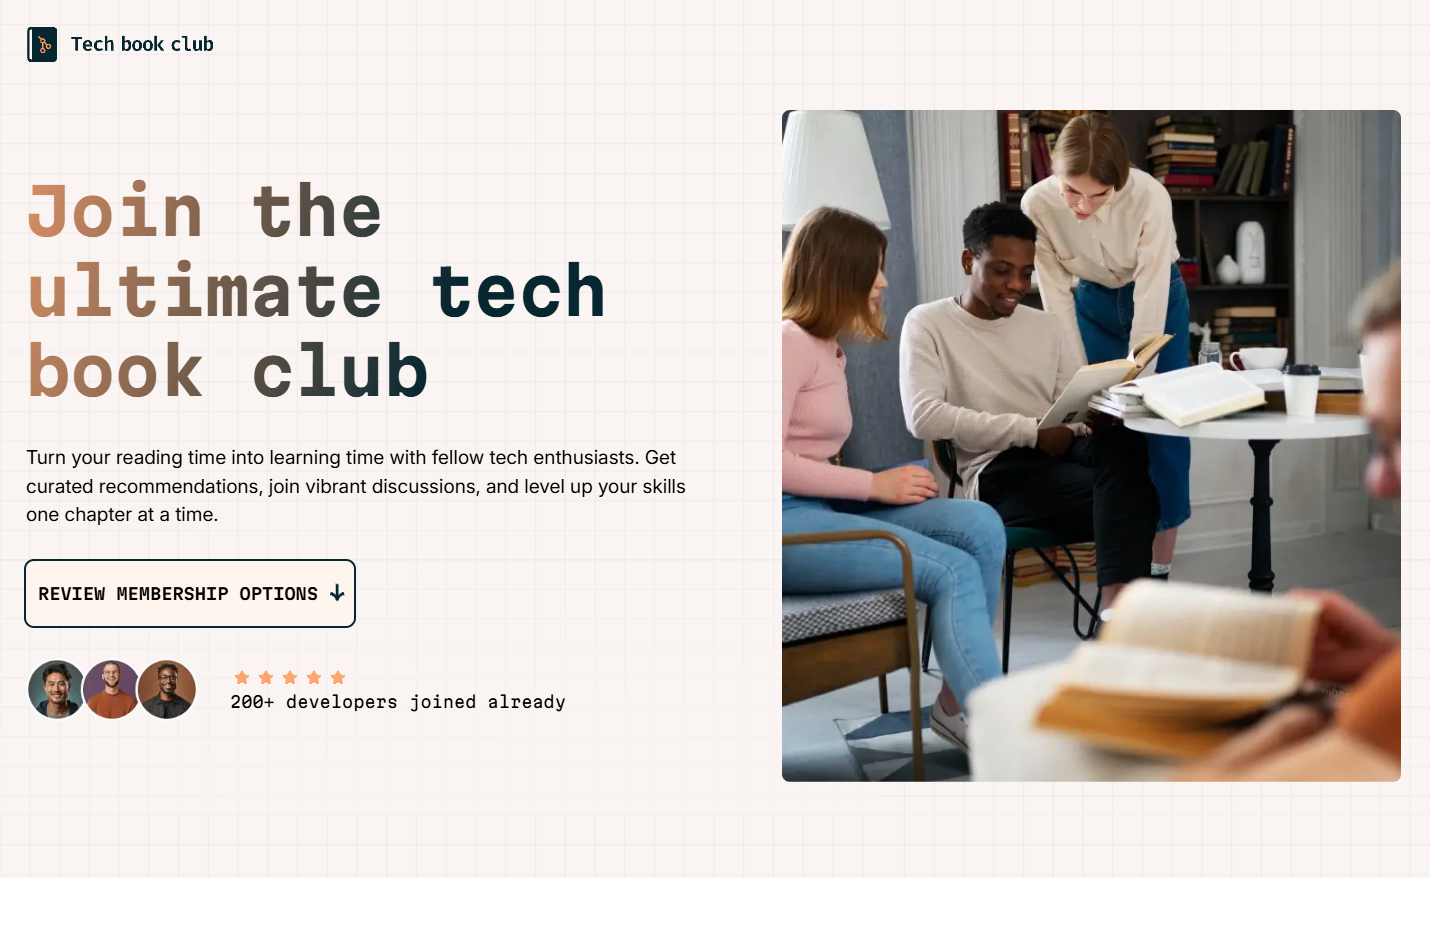 Tech book club
Join the
ultimate tech
book club
Turn your reading time into learning time with fellow tech enthusiasts. Get
curated recommendations, join vibrant discussions, and level up your skills
one chapter at a time.
REVIEW MEMBERSHIP OPTIONS ↓
200+ developers joined already